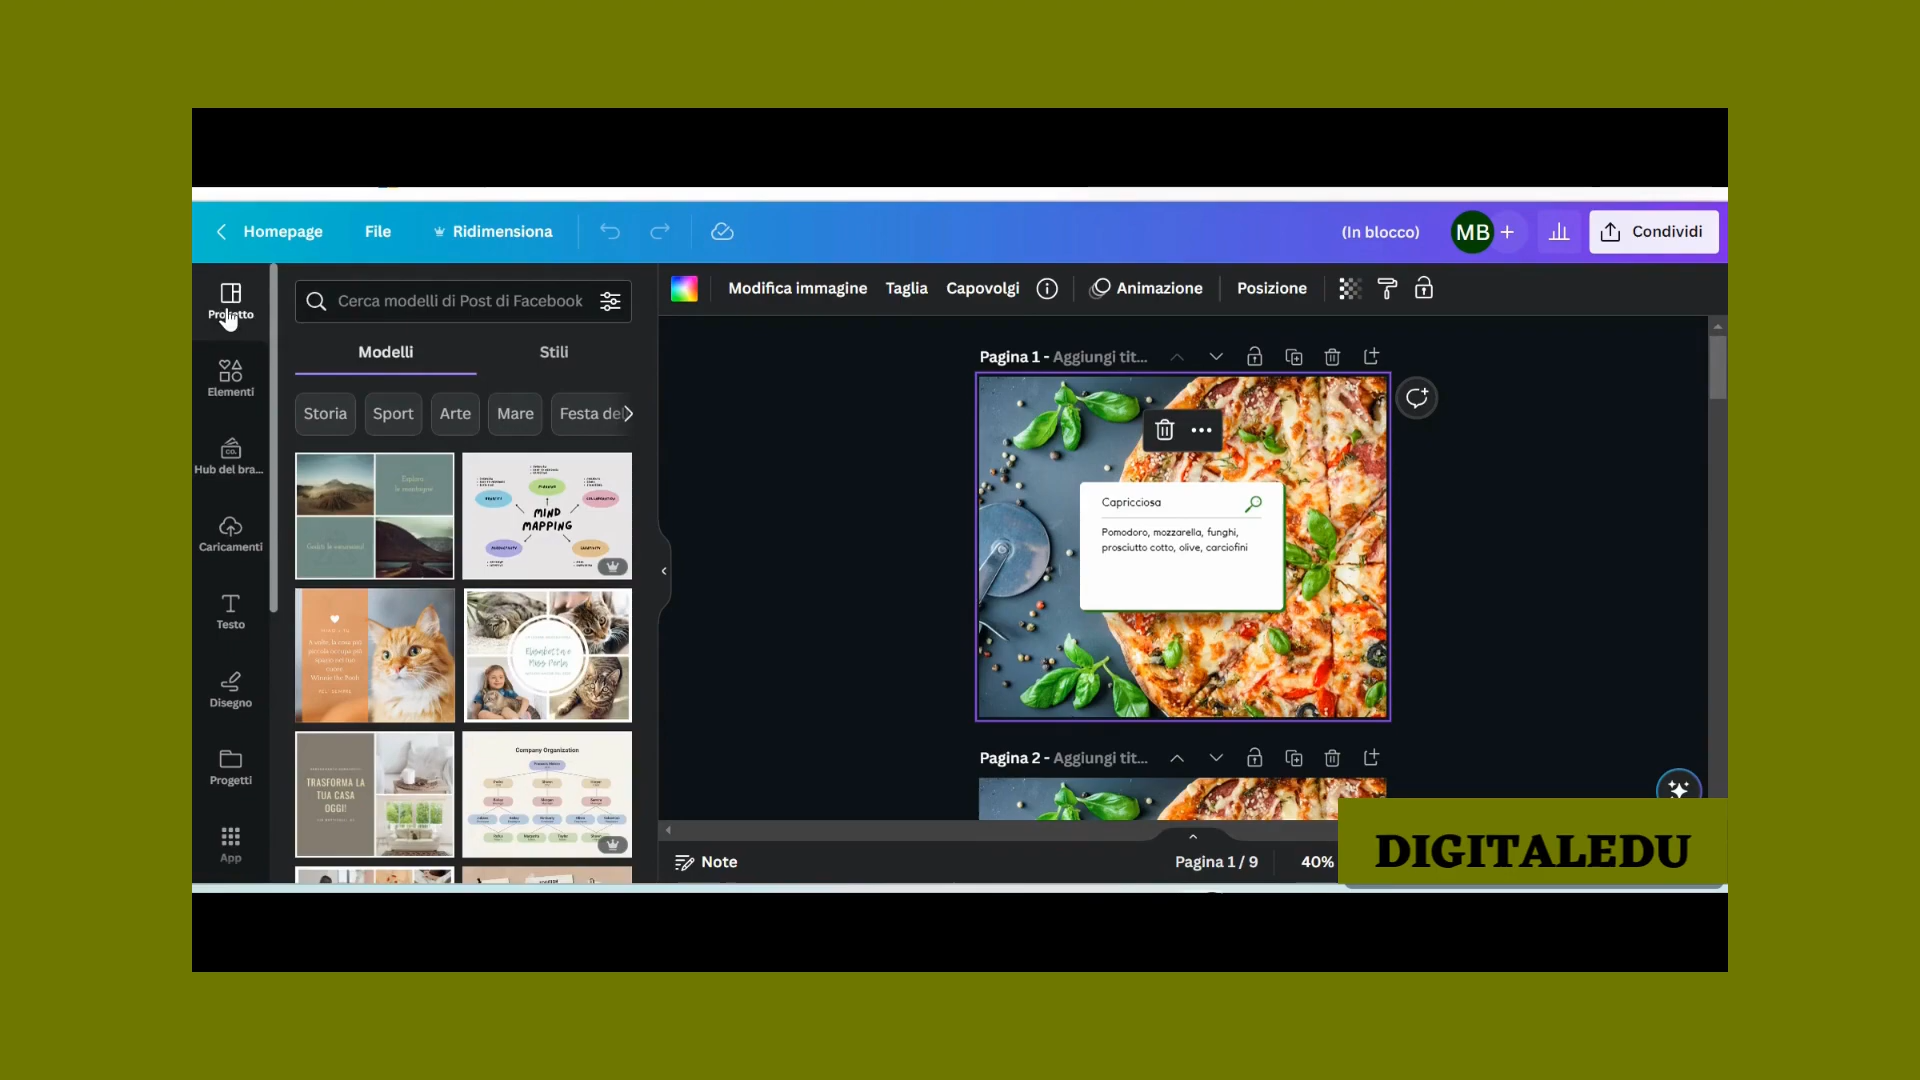 Homepage
File
Ridimensiona
(In blocco)
MB
Condividi
Progetto
Elementi
Hub del bra...
Caricamenti
Testo
Disegno
Progetti
App
Cerca modelli di Post di Facebook
Modelli
Stili
Storia
Sport
Arte
Mare
Festa del
MIND
MAPPING
Elisabetta e
Miss Perla
TRASFORMA LA
TUA CASA
OGGI!
Company Organization
Modifica immagine
Taglia
Capovolgi
Animazione
Posizione
Pagina 1 - Aggiungi tit...
Capricciosa
Pomodoro, mozzarella, funghi,
prosciutto cotto, olive, carciofini
Pagina 2 - Aggiungi tit...
Note
Pagina 1 / 9
40%
DIGITALEDU